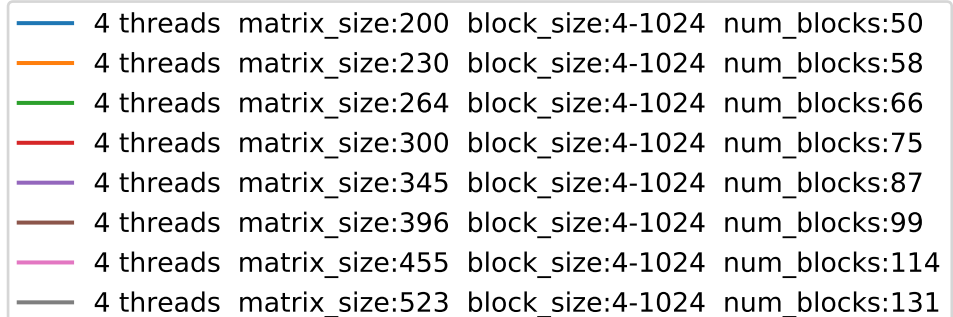 4 threads matrix_size:200 block_size:4-1024 num_blocks:50
4 threads matrix_size:230 block_size:4-1024 num_blocks:58
4 threads matrix_size:264 block_size:4-1024 num_blocks:66
4 threads matrix_size:300 block_size:4-1024 num_blocks:75
4 threads matrix_size:345 block_size:4-1024 num_blocks:87
4 threads matrix_size:396 block_size:4-1024 num_blocks:99
4 threads matrix_size:455 block_size:4-1024 num_blocks:114
4 threads matrix_size:523 block_size:4-1024 num_blocks:131